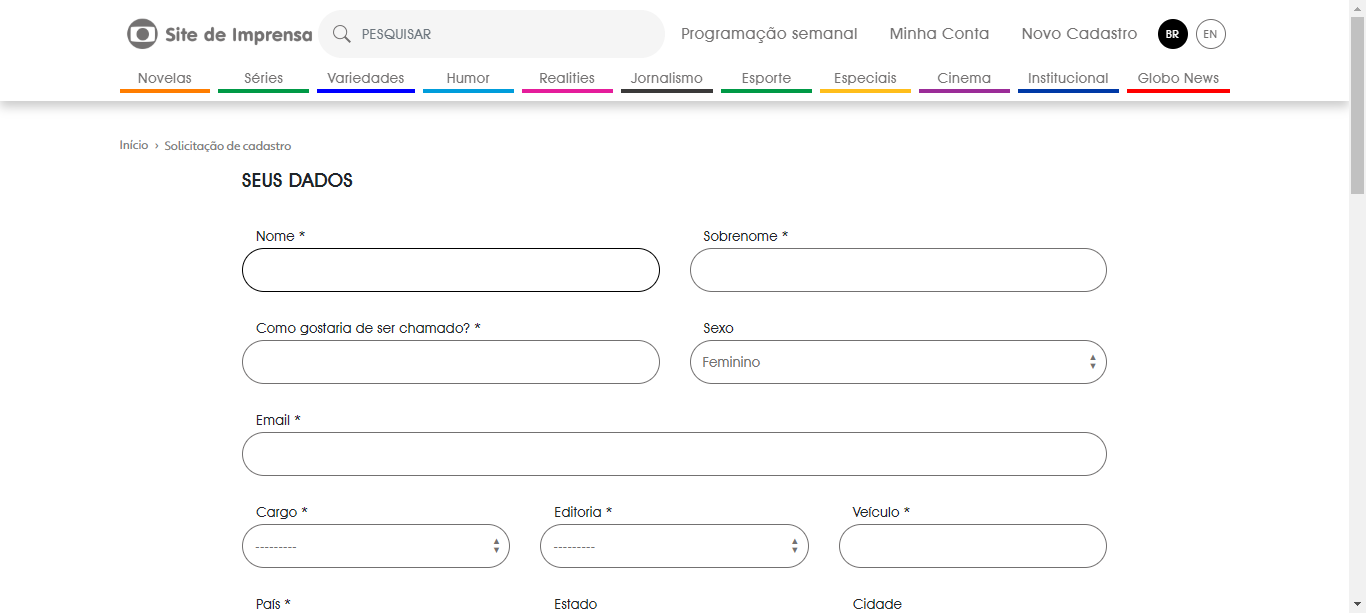 Site de Imprensa PESQUISAR Programação semanal Minha Conta Novo Cadastro BR EN
Novelas Séries Variedades Humor Realities Jornalismo Esporte Especiais Cinema Institucional Globo News
Início › Solicitação de cadastro
SEUS DADOS
Nome * Sobrenome *
Como gostaria de ser chamado? * Sexo
Feminino
Email *
Cargo * Editoria * Veículo *
--------- ---------
País * Estado Cidade